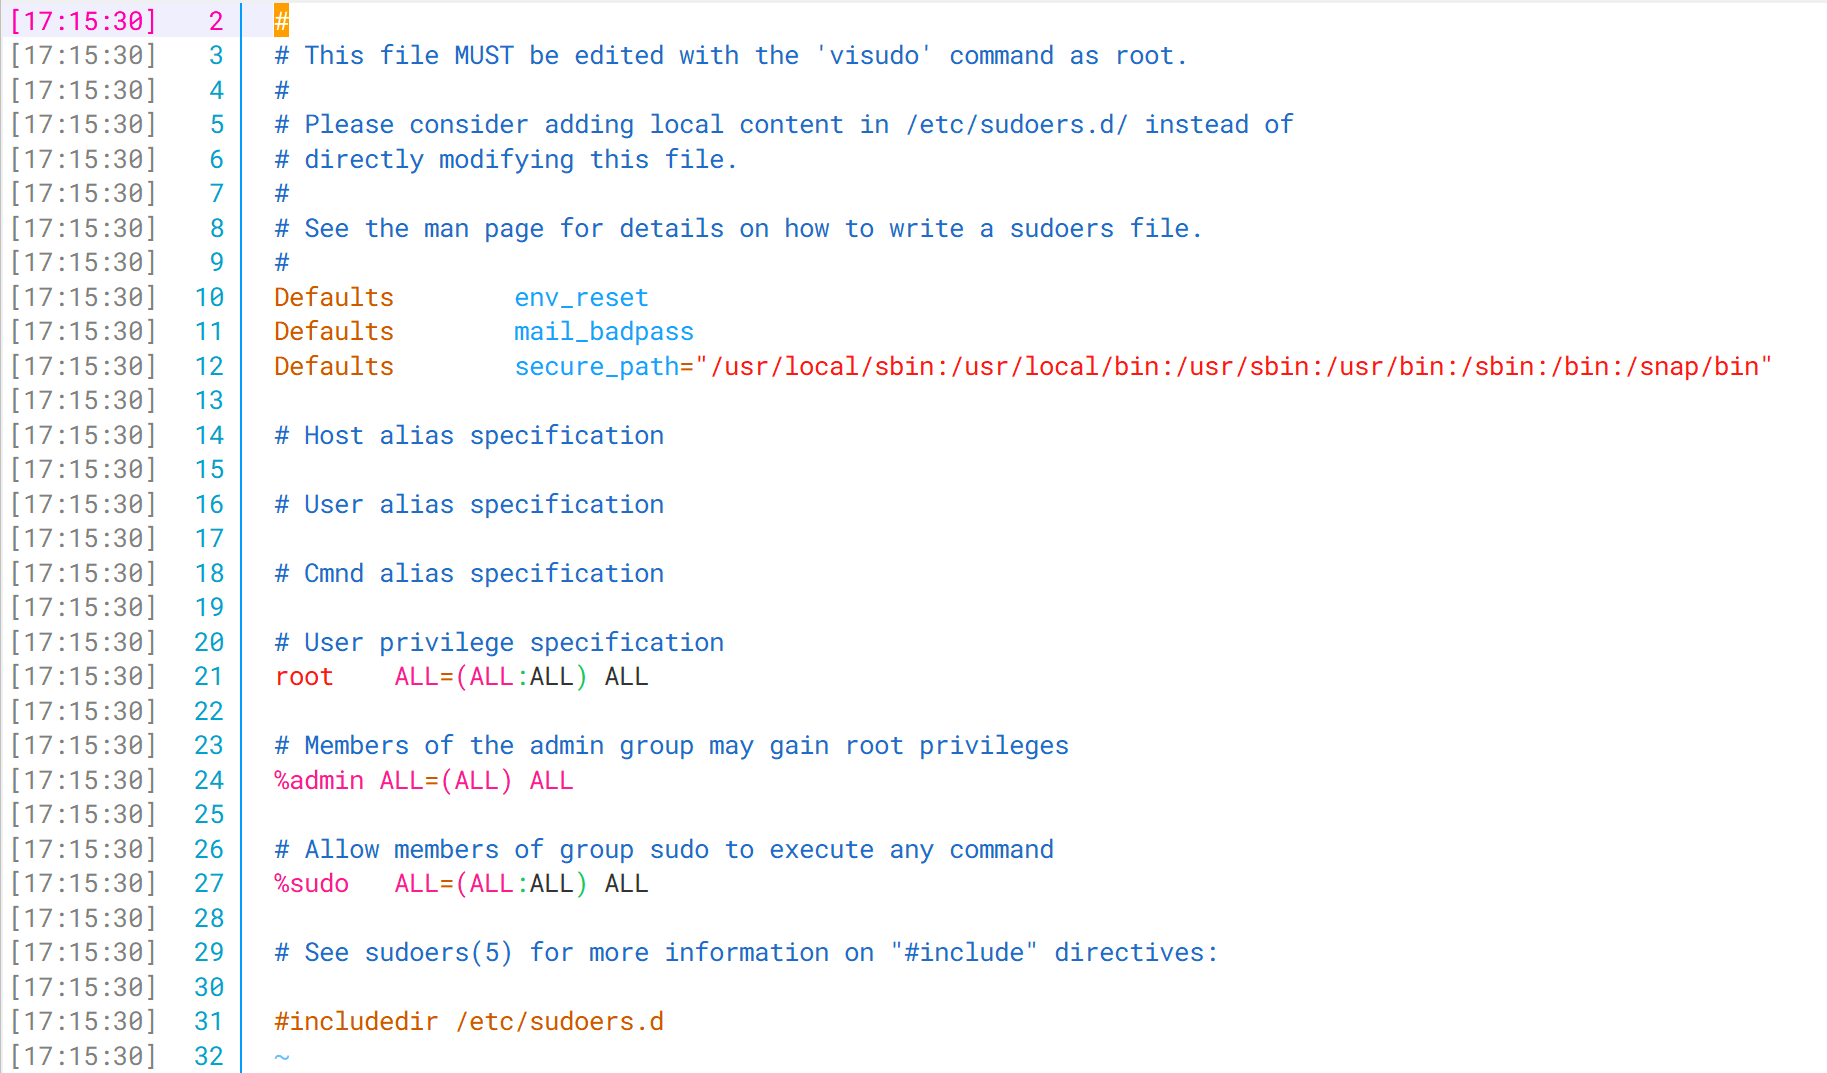 [17:15:30] 2 #
[17:15:30] 3 # This file MUST be edited with the 'visudo' command as root.
[17:15:30] 4 #
[17:15:30] 5 # Please consider adding local content in /etc/sudoers.d/ instead of
[17:15:30] 6 # directly modifying this file.
[17:15:30] 7 #
[17:15:30] 8 # See the man page for details on how to write a sudoers file.
[17:15:30] 9 #
[17:15:30] 10 Defaults        env_reset
[17:15:30] 11 Defaults        mail_badpass
[17:15:30] 12 Defaults        secure_path="/usr/local/sbin:/usr/local/bin:/usr/sbin:/usr/bin:/sbin:/bin:/snap/bin"
[17:15:30] 13
[17:15:30] 14 # Host alias specification
[17:15:30] 15
[17:15:30] 16 # User alias specification
[17:15:30] 17
[17:15:30] 18 # Cmnd alias specification
[17:15:30] 19
[17:15:30] 20 # User privilege specification
[17:15:30] 21 root    ALL=(ALL:ALL) ALL
[17:15:30] 22
[17:15:30] 23 # Members of the admin group may gain root privileges
[17:15:30] 24 %admin ALL=(ALL) ALL
[17:15:30] 25
[17:15:30] 26 # Allow members of group sudo to execute any command
[17:15:30] 27 %sudo   ALL=(ALL:ALL) ALL
[17:15:30] 28
[17:15:30] 29 # See sudoers(5) for more information on "#include" directives:
[17:15:30] 30
[17:15:30] 31 #includedir /etc/sudoers.d
[17:15:30] 32 ~